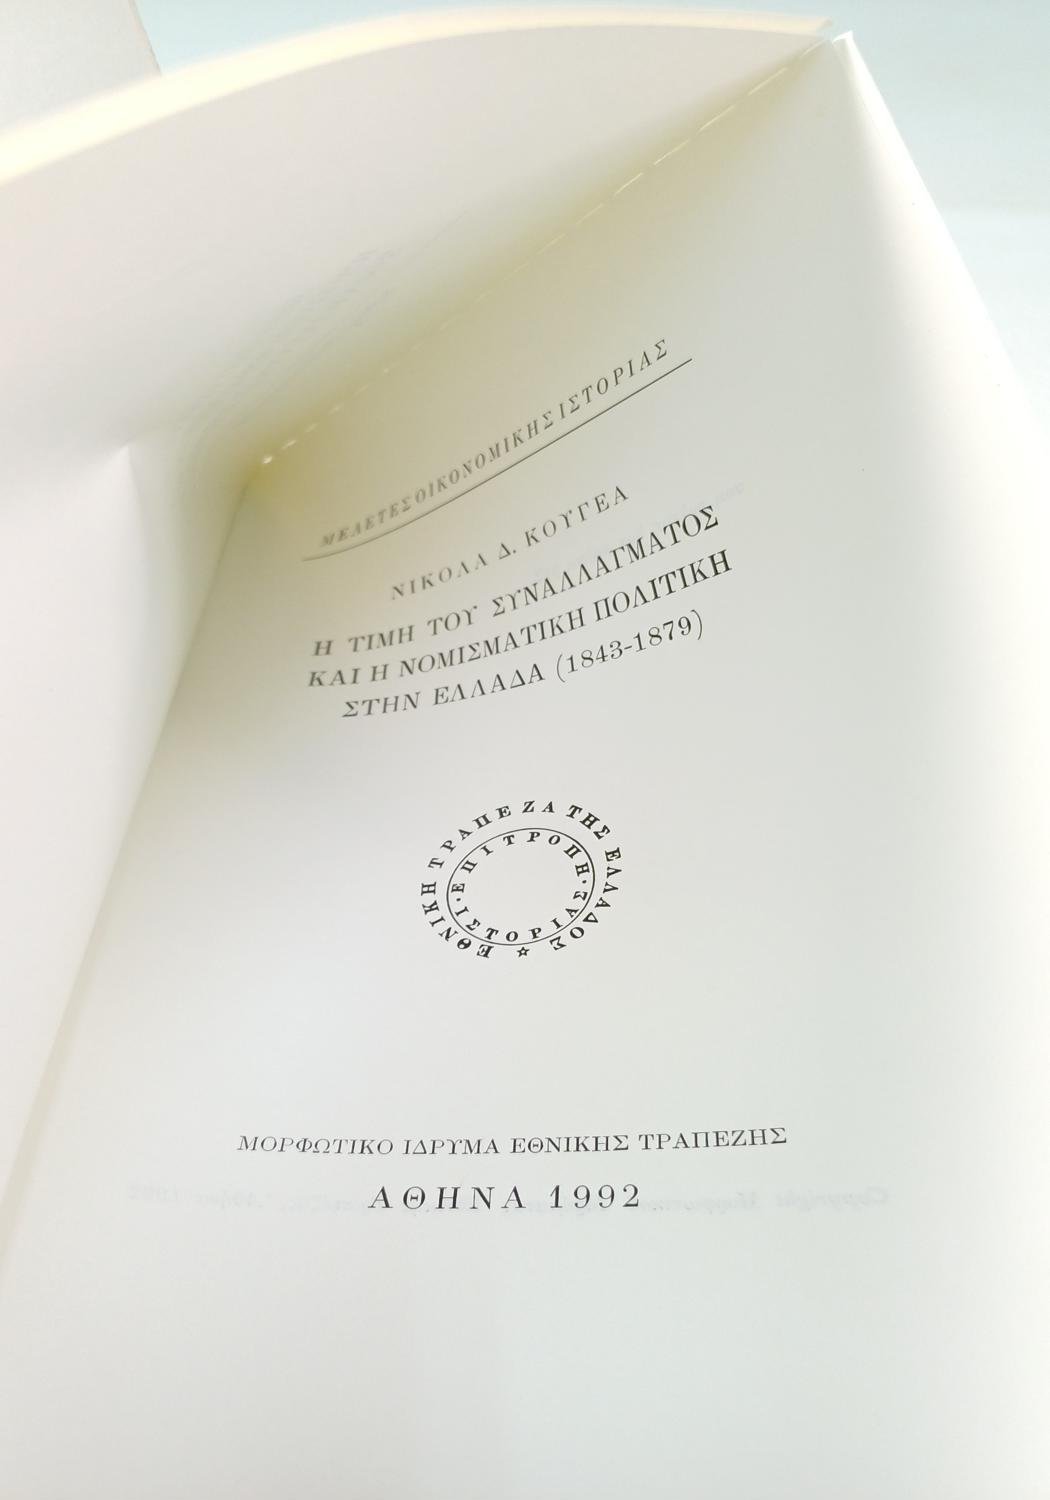 ΜΕΛΕΤΕΣ ΟΙΚΟΝΟΜΙΚΗΣ ΙΣΤΟΡΙΑΣ
ΝΙΚΟΛΑ Δ. ΚΟΥΓΕΑ
Η ΤΙΜΗ ΤΟΥ ΣΥΝΑΛΛΑΓΜΑΤΟΣ
ΚΑΙ Η ΝΟΜΙΣΜΑΤΙΚΗ ΠΟΛΙΤΙΚΗ
ΣΤΗΝ ΕΛΛΑΔΑ (1843-1879)
ΕΘΝΙΚΗ ΤΡΑΠΕΖΑ ΤΗΣ ΕΛΛΑΔΟΣ
ΕΠΙΤΡΟΠΗ · ΙΣΤΟΡΙΑΣ ·
ΜΟΡΦΩΤΙΚΟ ΙΔΡΥΜΑ ΕΘΝΙΚΗΣ ΤΡΑΠΕΖΗΣ
ΑΘΗΝΑ 1992